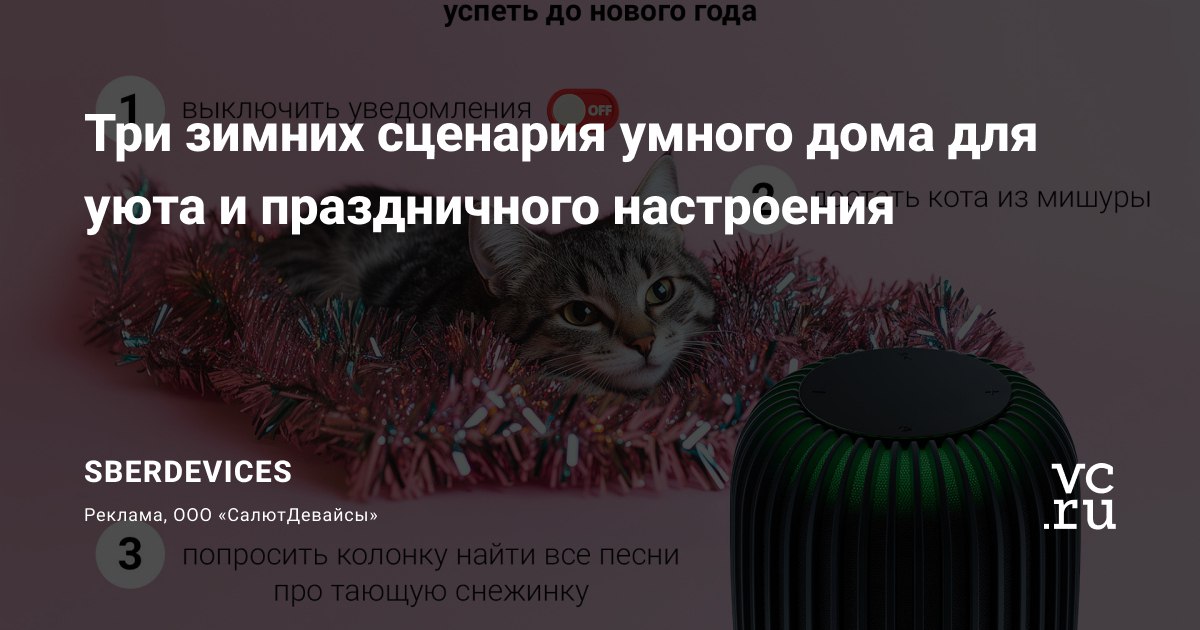 успеть до нового года
1 выключить уведомления OFF
Три зимних сценария умного дома для
2 достать кота из мишуры
уюта и праздничного настроения
SBERDEVICES
Реклама, ООО «СалютДевайсы»
vc
.ru
3 попросить колонку найти все песни
про тающую снежинку